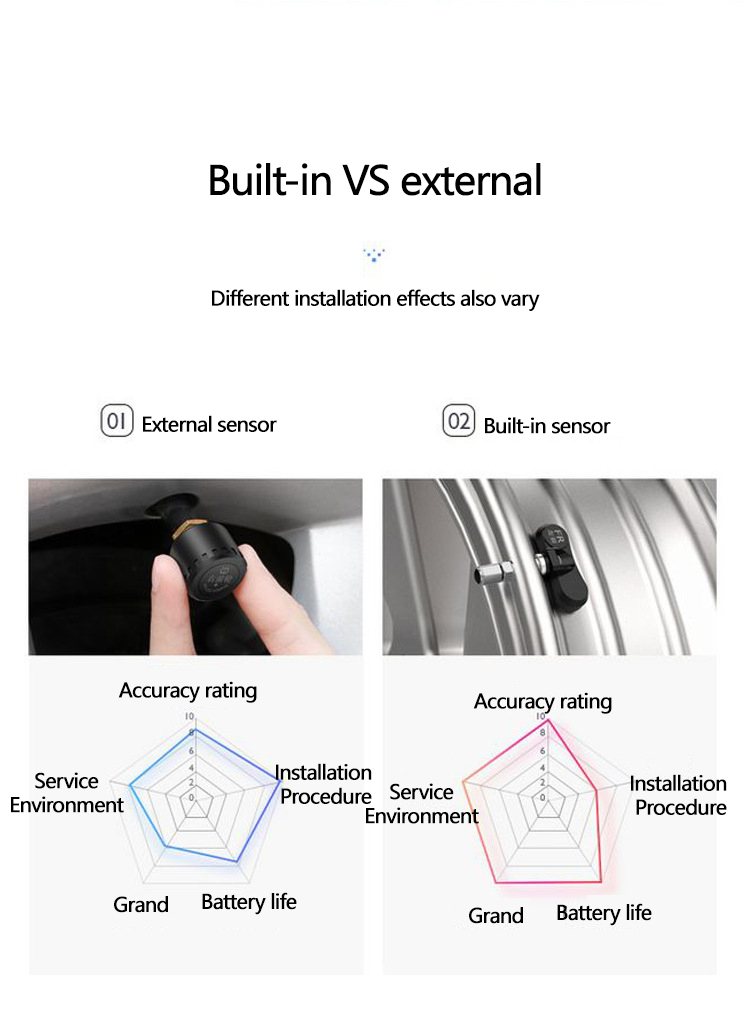 Built-in VS external
Different installation effects also vary
01 External sensor
02 Built-in sensor
FR
Accuracy rating
10
8
6
4
2
0
Service
Environment
Installation
Procedure
Grand
Battery life
Accuracy rating
10
8
6
4
2
0
Service
Environment
Installation
Procedure
Grand
Battery life